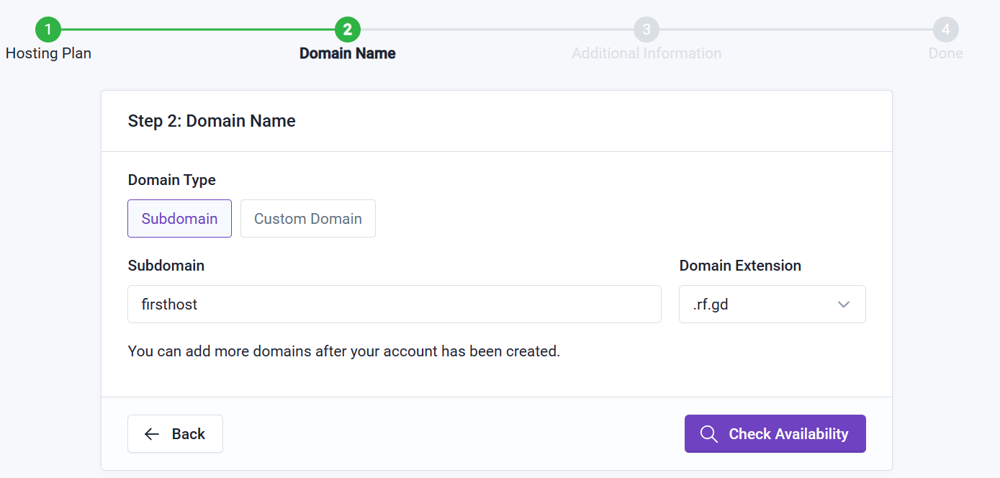 1
2
3
4
Hosting Plan
Domain Name
Additional Information
Done
Step 2: Domain Name
Domain Type
Subdomain
Custom Domain
Subdomain
Domain Extension
firsthost
.rf.gd
You can add more domains after your account has been created.
Back
Check Availability